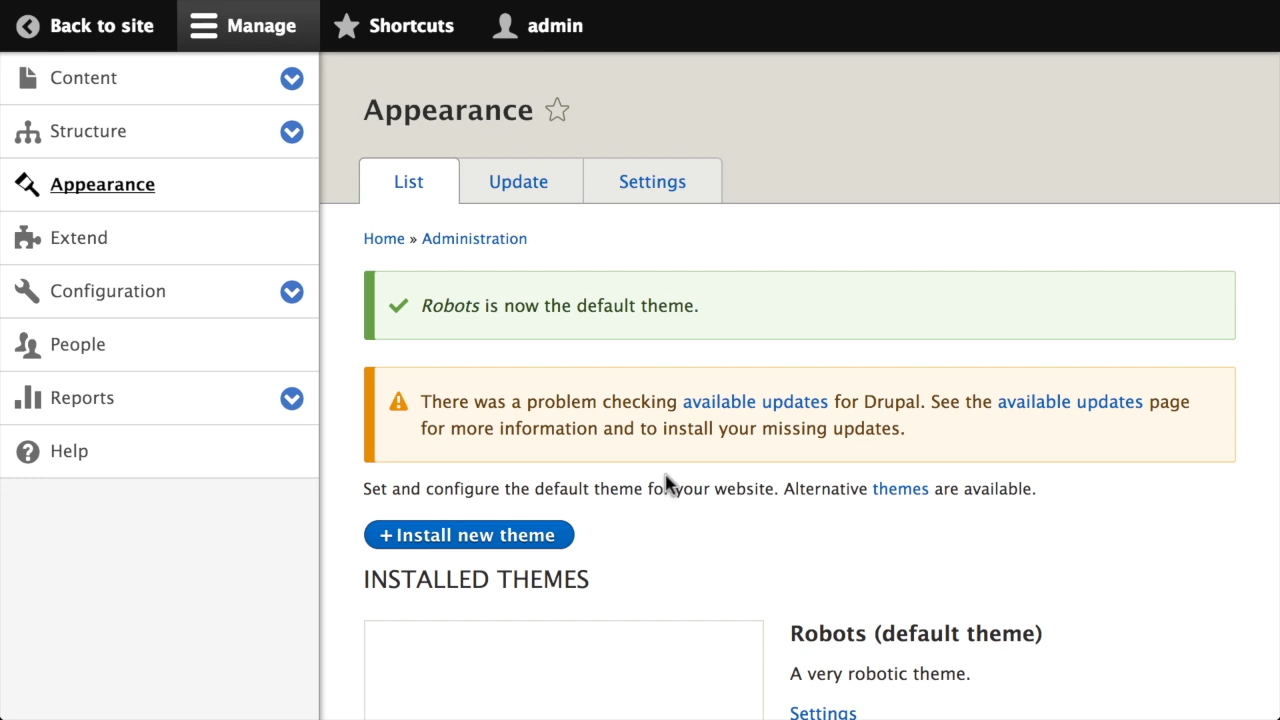 Back to site
Manage
Shortcuts
admin
Content
Structure
Appearance
Extend
Configuration
People
Reports
Help
Appearance
List
Update
Settings
Home » Administration
Robots is now the default theme.
There was a problem checking available updates for Drupal. See the available updates page
for more information and to install your missing updates.
Set and configure the default theme for your website. Alternative themes are available.
+ Install new theme
INSTALLED THEMES
Robots (default theme)
A very robotic theme.
Settings